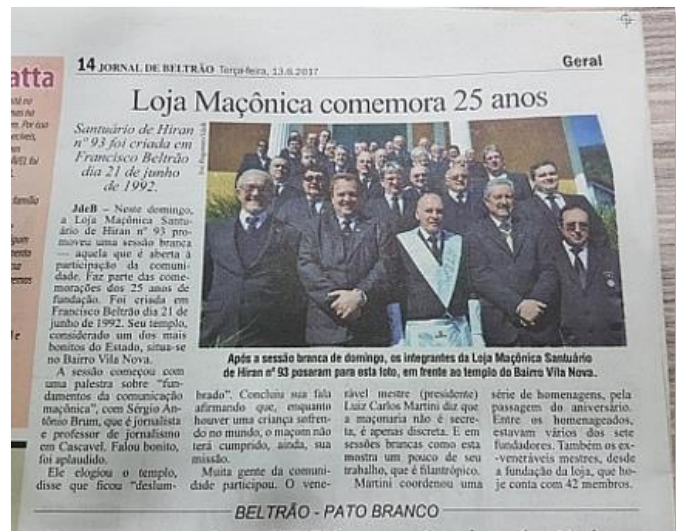 atta
14 JORNAL DE BELTRÃO Terça-feira, 13.6.2017
Geral
Loja Maçônica comemora 25 anos
Santuário de Hiran
nº 93 foi criada em
Francisco Beltrão
dia 21 de junho
de 1992.
JdeB – Neste domingo,
a Loja Maçônica Santu-
ário de Hiran nº 93 pro-
moveu uma sessão branca
— aquela que é aberta à
participação da comuni-
dade. Faz parte das come-
morações dos 25 anos de
fundação. Foi criada em
Francisco Beltrão dia 21 de
junho de 1992. Seu templo,
considerado um dos mais
bonitos do Estado, situa-se
no Bairro Vila Nova.
A sessão começou com
uma palestra sobre "fun-
damentos da comunicação
maçônica", com Sérgio An-
tônio Brum, que é jornalista
e professor de jornalismo
em Cascavel. Falou bonito,
foi aplaudido.
Ele elogiou o templo,
disse que ficou "deslum-
Após a sessão branca de domingo, os integrantes da Loja Maçônica Santuário
de Hiran nº 93 posaram para esta foto, em frente ao templo do Bairro Vila Nova.
brado". Concluiu sua fala
afirmando que, enquanto
houver uma criança sofren-
do no mundo, o maçom não
terá cumprido, ainda, sua
missão.
Muita gente da comuni-
dade participou. O vene-
rável mestre (presidente)
Luiz Carlos Martini diz que
a maçonaria não é secre-
ta, é apenas discreta. E em
sessões brancas como esta
mostra um pouco de seu
trabalho, que é filantrópico.
Martini coordenou uma
série de homenagens, pela
passagem do aniversário.
Entre os homenageados,
estavam vários dos sete
fundadores. Também os ex-
-veneráveis mestres, desde
a fundação da loja, que ho-
je conta com 42 membros.
BELTRÃO - PATO BRANCO